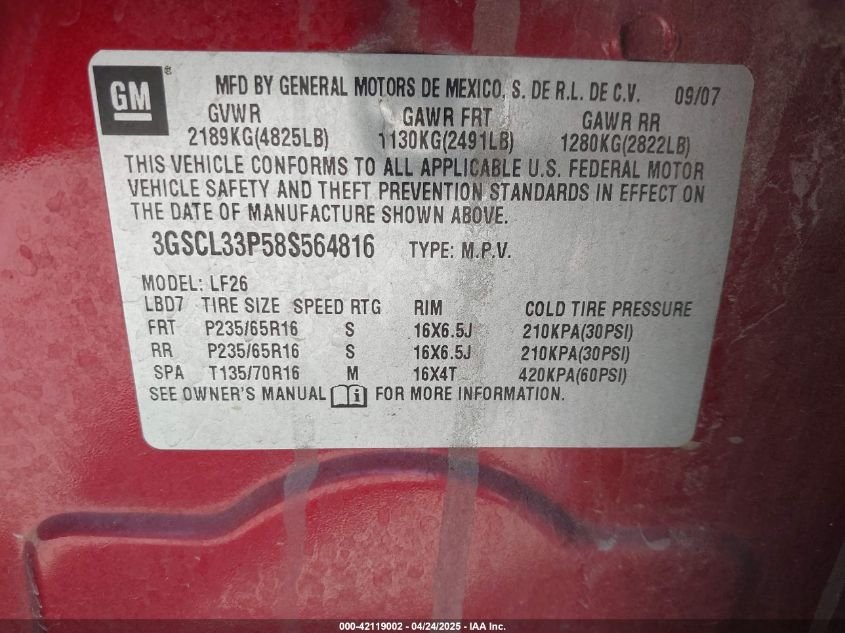 GM ®
MFD BY GENERAL MOTORS DE MEXICO, S. DE R.L. DE C.V. 09/07
GVWR GAWR FRT GAWR RR
2189KG(4825LB) 1130KG(2491LB) 1280KG(2822LB)
THIS VEHICLE CONFORMS TO ALL APPLICABLE U.S. FEDERAL MOTOR
VEHICLE SAFETY AND THEFT PREVENTION STANDARDS IN EFFECT ON
THE DATE OF MANUFACTURE SHOWN ABOVE.
3GSCL33P58S564816 TYPE: M.P.V.
MODEL: LF26
LBD7 TIRE SIZE SPEED RTG RIM COLD TIRE PRESSURE
FRT P235/65R16 S 16X6.5J 210KPA(30PSI)
RR P235/65R16 S 16X6.5J 210KPA(30PSI)
SPA T135/70R16 M 16X4T 420KPA(60PSI)
SEE OWNER'S MANUAL i FOR MORE INFORMATION.
000-42119002 - 04/24/2025 - IAA Inc.